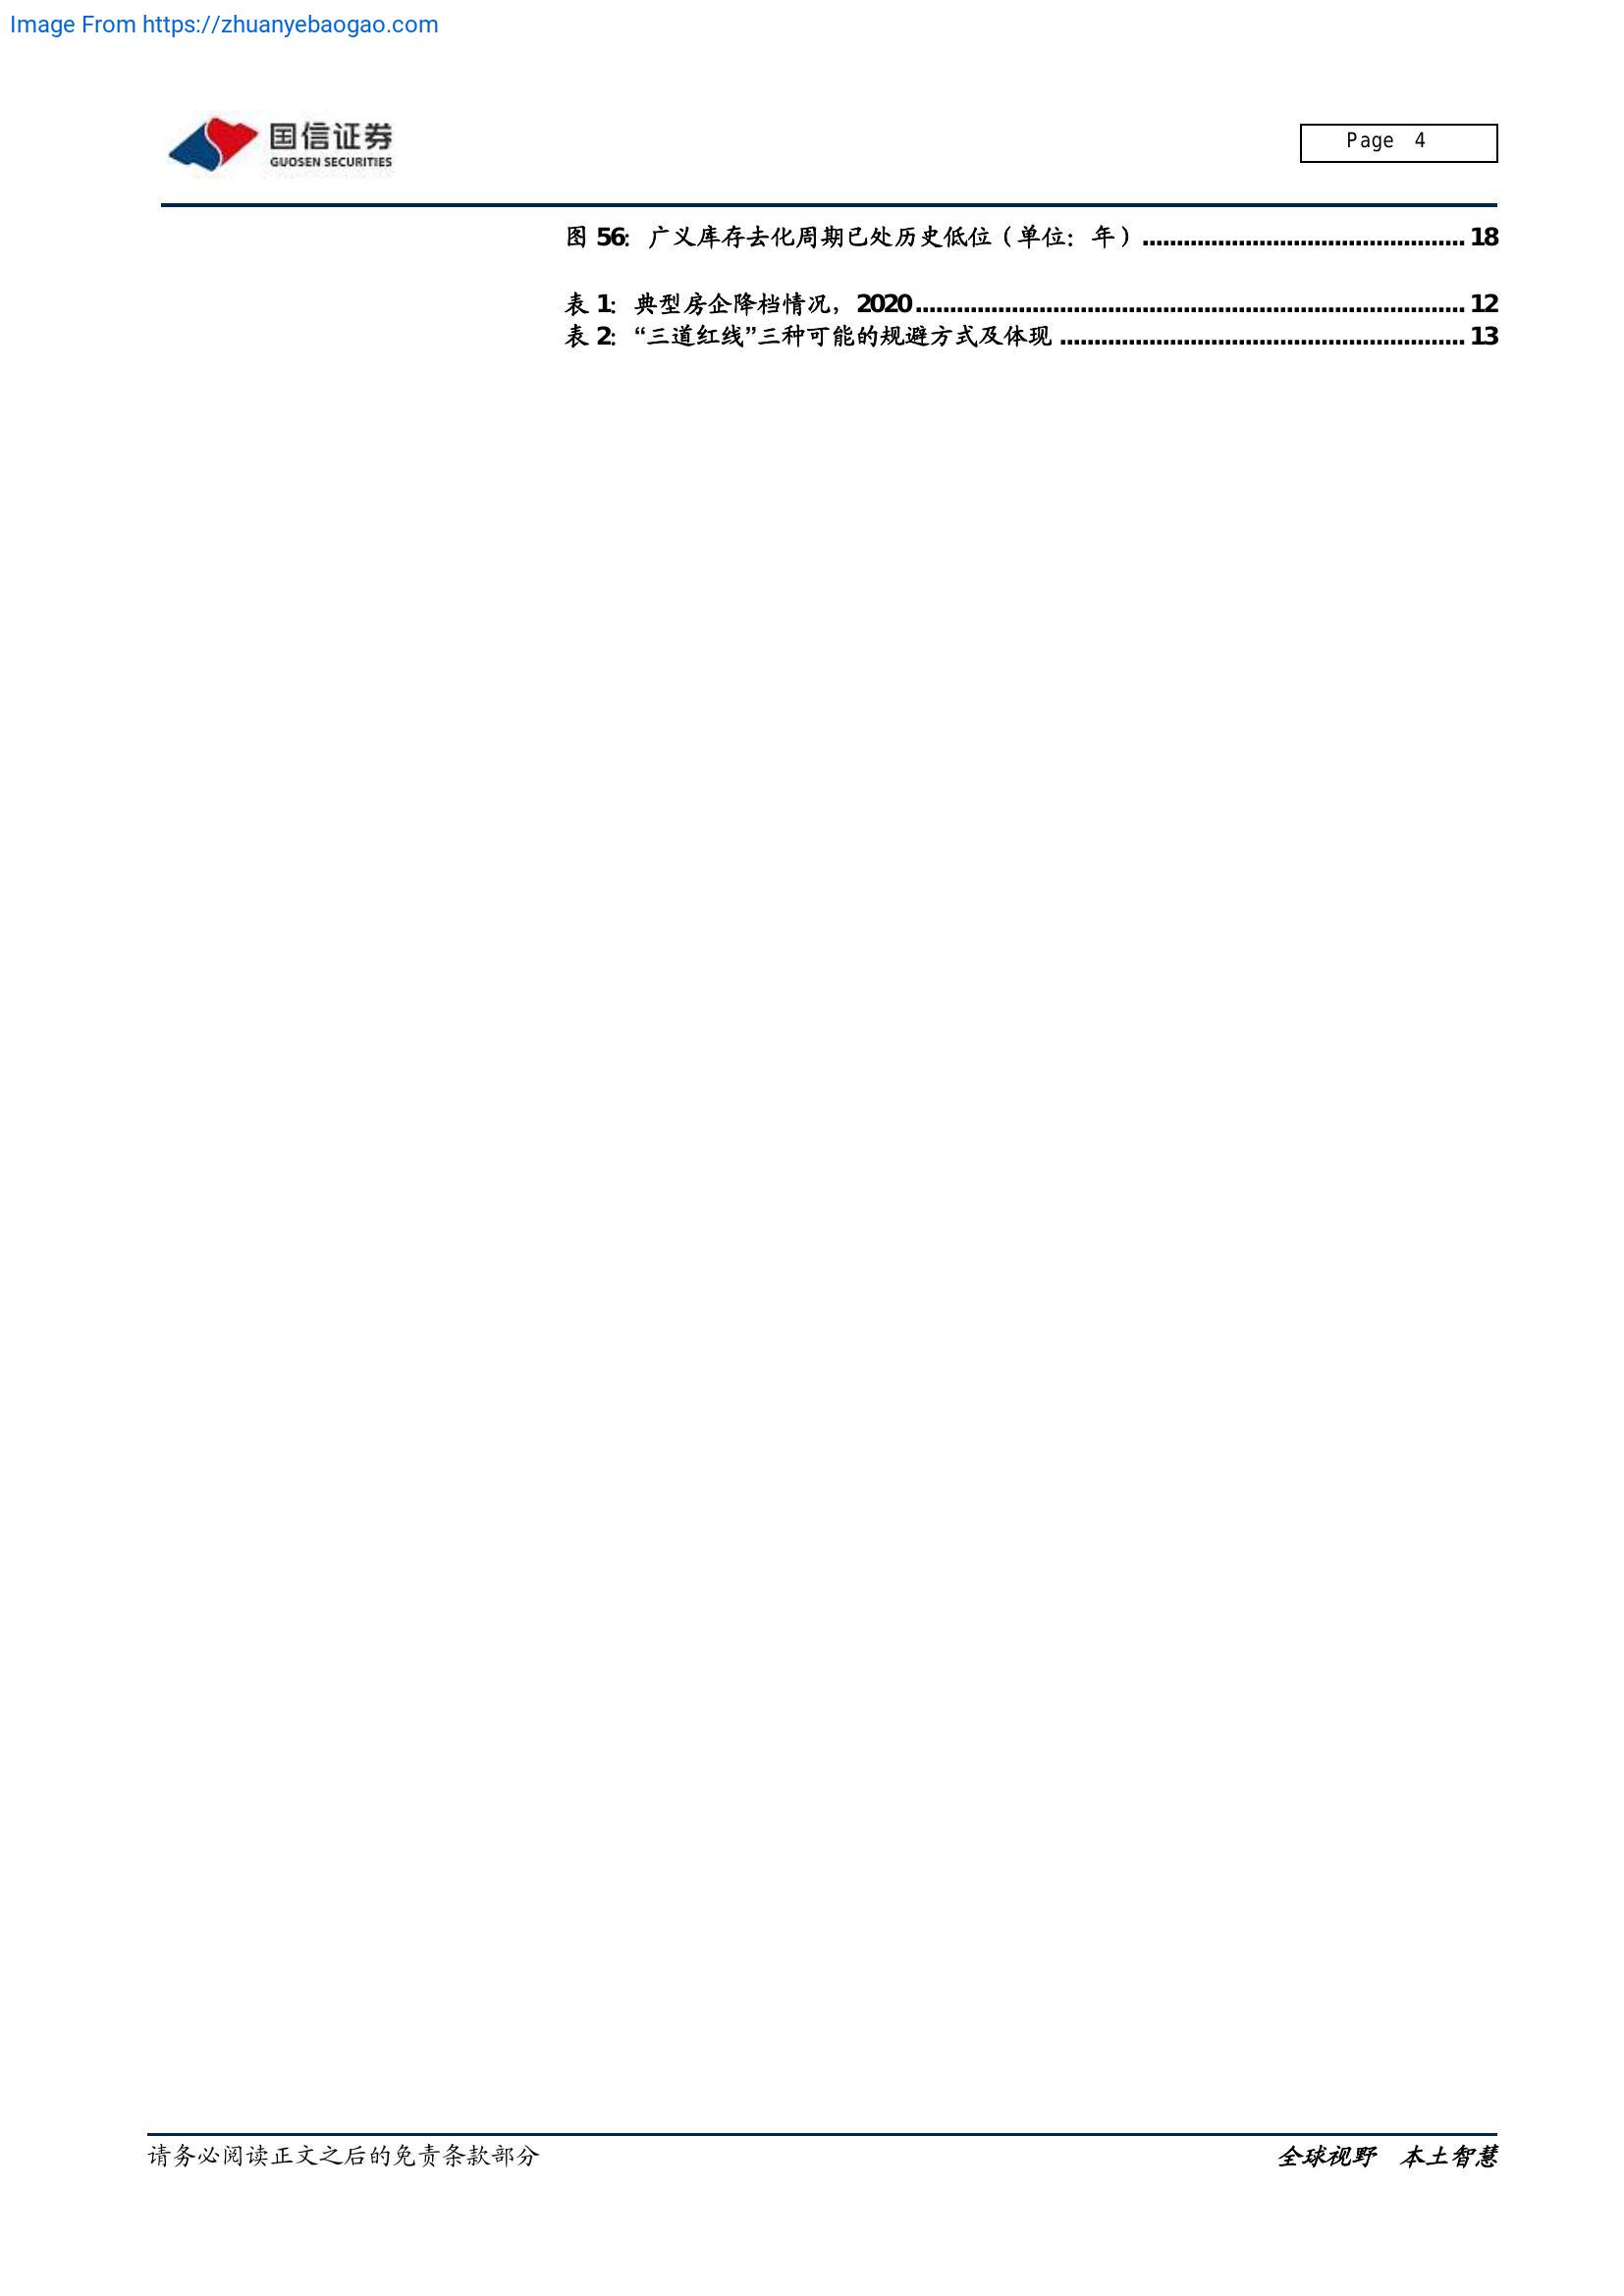 Image From https://zhuanyebaogao.com
国信证券
GUOSEN SECURITIES
Page 4
图 56：广义库存去化周期已处历史低位（单位：年）............................................... 18
表 1：典型房企降档情况，2020................................................................................ 12
表 2：“三道红线”三种可能的规避方式及体现 ........................................................... 13
请务必阅读正文之后的免责条款部分
全球视野 本土智慧